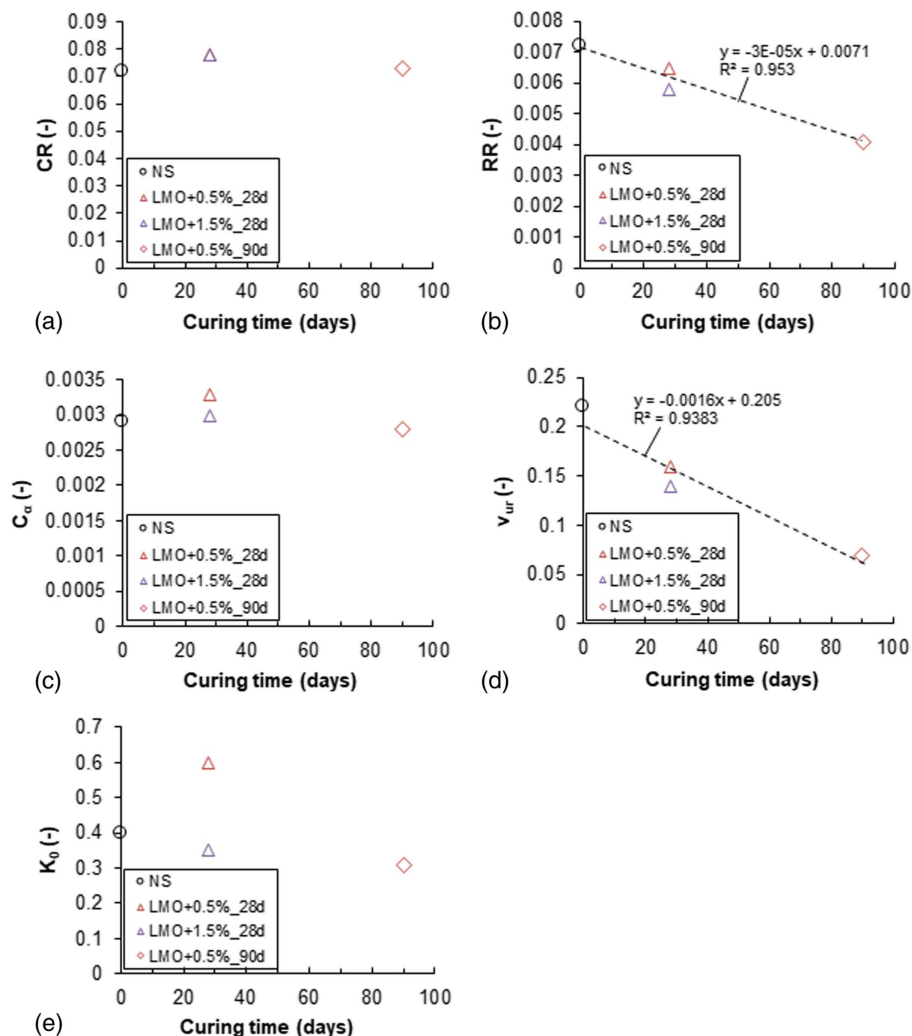 0.09
0.08
0.07
0.06
0.05
0.04
0.03
0.02
0.01
0
CR (-)
NS
LMO+0.5%_28d
LMO+1.5%_28d
LMO+0.5%_90d
0 20 40 60 80 100
(a)
Curing time (days)
0.008
0.007
0.006
0.005
0.004
0.003
0.002
0.001
0
RR (-)
y = -3E-05x + 0.0071
R² = 0.953
NS
LMO+0.5%_28d
LMO+1.5%_28d
LMO+0.5%_90d
0 20 40 60 80 100
(b)
Curing time (days)
0.0035
0.003
0.0025
0.002
0.0015
0.001
0.0005
0
Cα (-)
NS
LMO+0.5%_28d
LMO+1.5%_28d
LMO+0.5%_90d
0 20 40 60 80 100
(c)
Curing time (days)
0.25
0.2
0.15
0.1
0.05
0
vur (-)
y = -0.0016x + 0.205
R² = 0.9383
NS
LMO+0.5%_28d
LMO+1.5%_28d
LMO+0.5%_90d
0 20 40 60 80 100
(d)
Curing time (days)
0.7
0.6
0.5
0.4
0.3
0.2
0.1
0
K0 (-)
NS
LMO+0.5%_28d
LMO+1.5%_28d
LMO+0.5%_90d
0 20 40 60 80 100
(e)
Curing time (days)